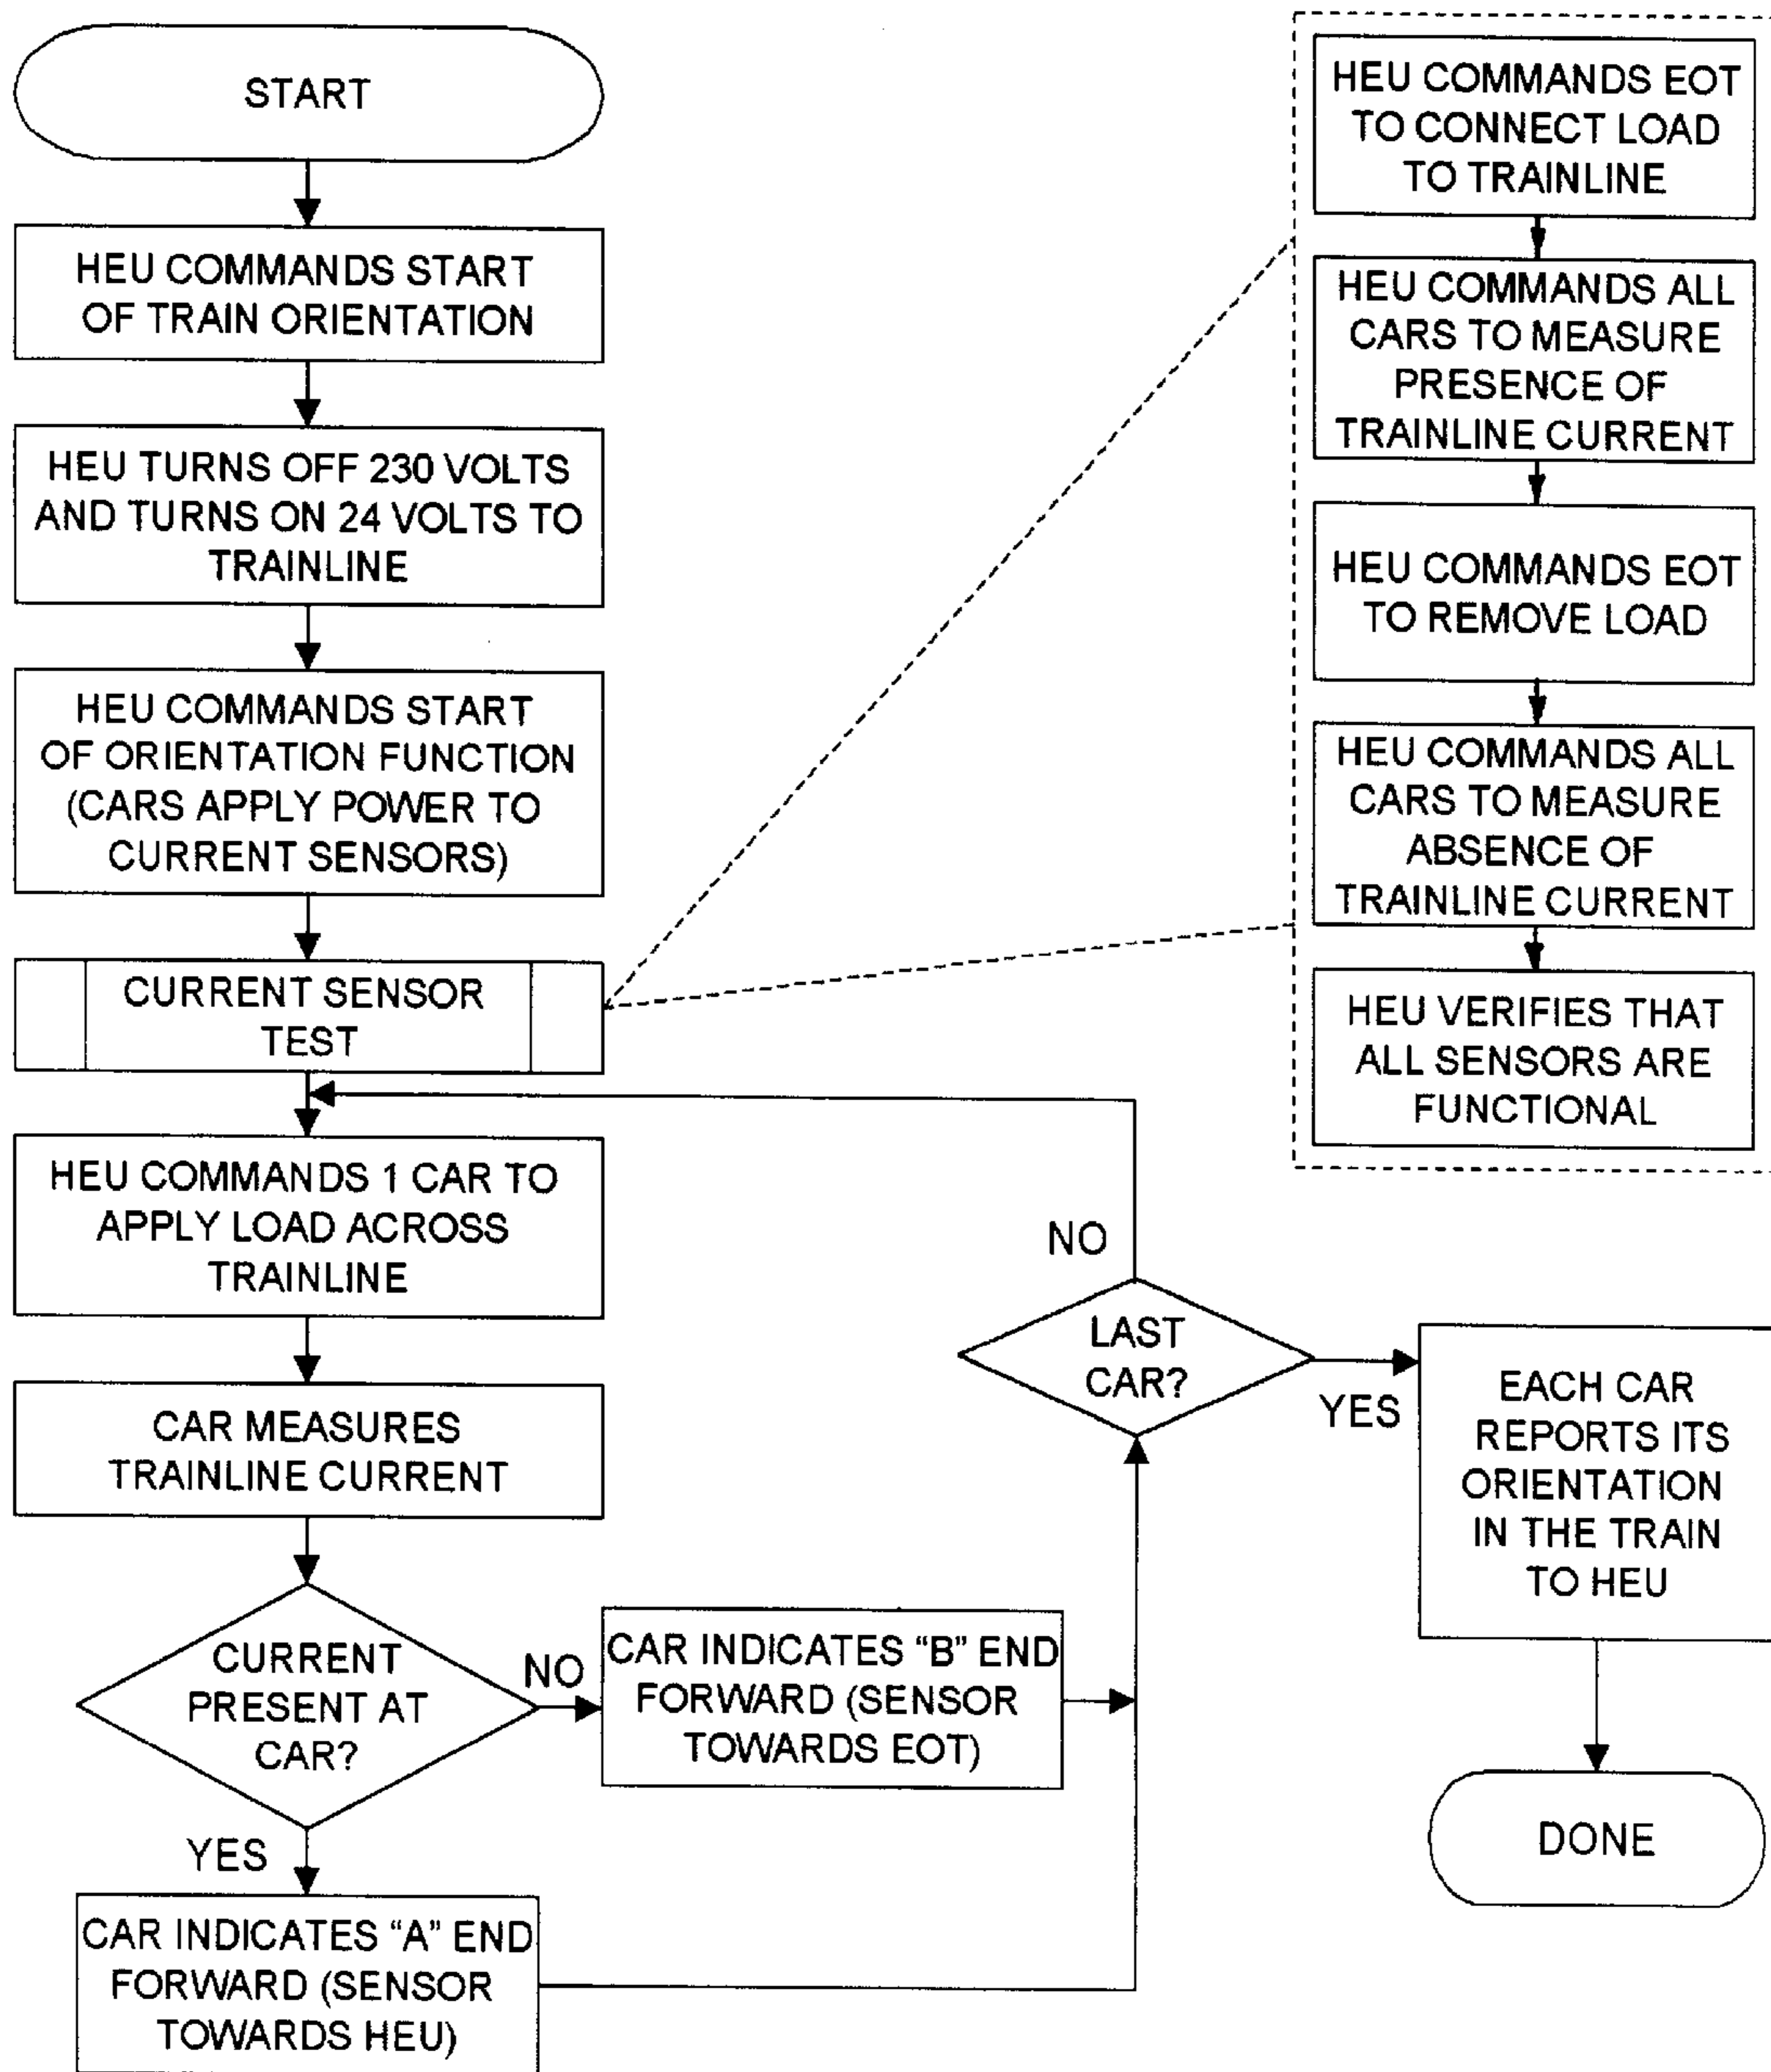 START
HEU COMMANDS START
OF TRAIN ORIENTATION
HEU TURNS OFF 230 VOLTS
AND TURNS ON 24 VOLTS TO
TRAINLINE
HEU COMMANDS START
OF ORIENTATION FUNCTION
(CARS APPLY POWER TO
CURRENT SENSORS)
CURRENT SENSOR
TEST
HEU COMMANDS EOT
TO CONNECT LOAD
TO TRAINLINE
HEU COMMANDS ALL
CARS TO MEASURE
PRESENCE OF
TRAINLINE CURRENT
HEU COMMANDS EOT
TO REMOVE LOAD
HEU COMMANDS ALL
CARS TO MEASURE
ABSENCE OF
TRAINLINE CURRENT
HEU VERIFIES THAT
ALL SENSORS ARE
FUNCTIONAL
HEU COMMANDS 1 CAR TO
APPLY LOAD ACROSS
TRAINLINE
CAR MEASURES
TRAINLINE CURRENT
CURRENT
PRESENT AT
CAR?
NO
CAR INDICATES “B” END
FORWARD (SENSOR
TOWARDS EOT)
YES
CAR INDICATES “A” END
FORWARD (SENSOR
TOWARDS HEU)
LAST
CAR?
NO
YES
EACH CAR
REPORTS ITS
ORIENTATION
IN THE TRAIN
TO HEU
DONE